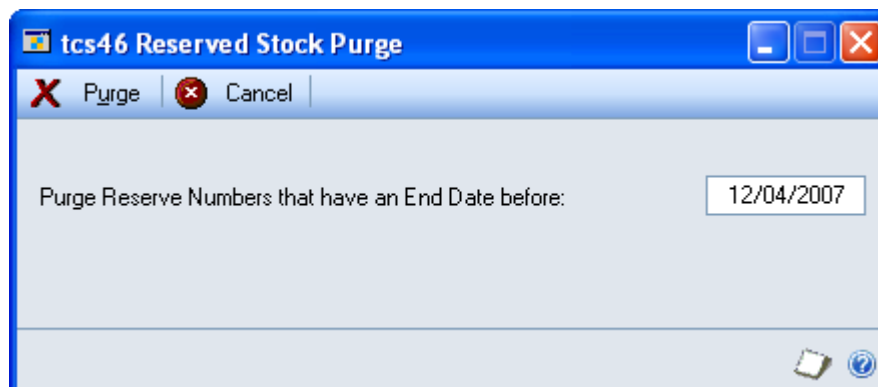 tcs46 Reserved Stock Purge
Purge Cancel
Purge Reserve Numbers that have an End Date before: 12/04/2007